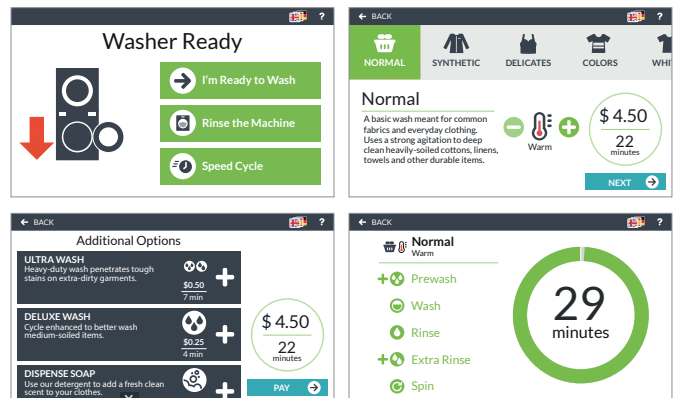 ?
Washer Ready
I'm Ready to Wash
Rinse the Machine
Speed Cycle
BACK
?
NORMAL
SYNTHETIC
DELICATES
COLORS
WHI
Normal
A basic wash meant for common
fabrics and everyday clothing.
Uses a strong agitation to deep
clean heavily-soiled cottons, linens,
towels and other durable items.
Warm
$ 4.50
22
minutes
NEXT
BACK
?
Additional Options
ULTRA WASH
Heavy-duty wash penetrates tough
stains on extra-dirty garments.
$0.50
7 min
DELUXE WASH
Cycle enhanced to better wash
medium-soiled items.
$0.25
4 min
DISPENSE SOAP
Use our detergent to add a fresh clean
scent to your clothes.
$ 4.50
22
minutes
PAY
BACK
?
Normal
Warm
Prewash
Wash
Rinse
Extra Rinse
Spin
29
minutes